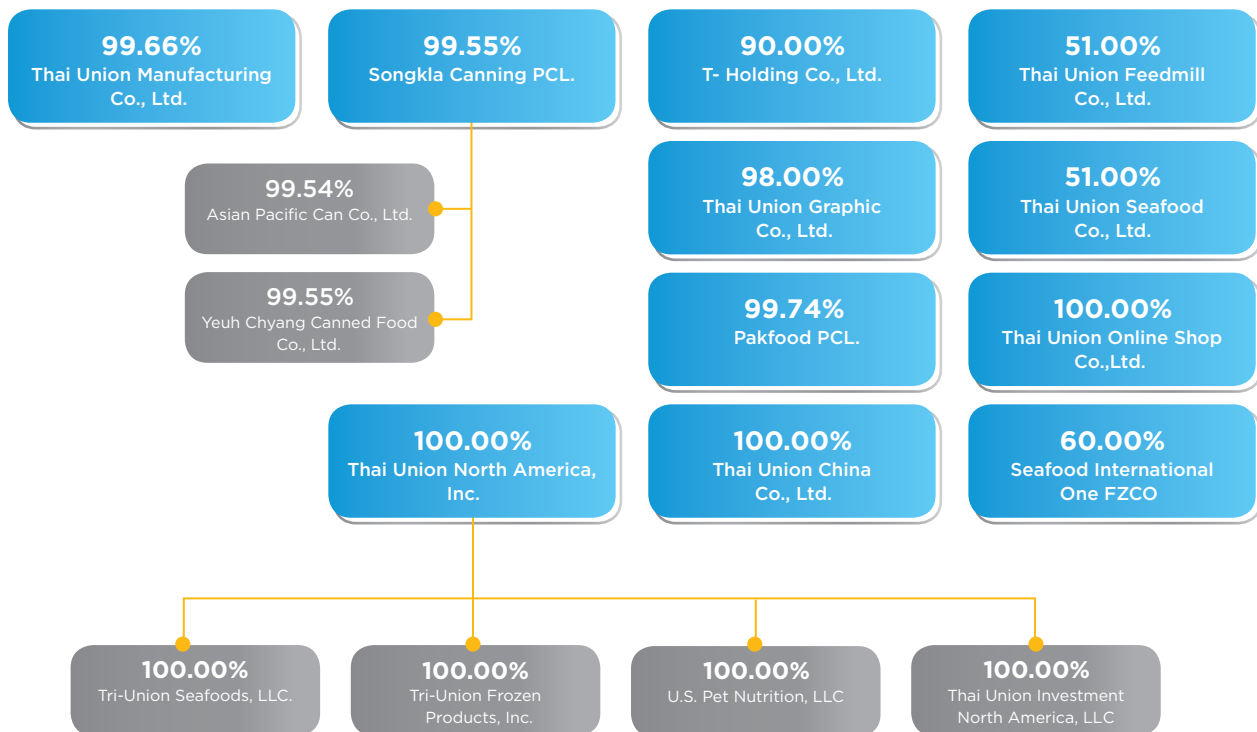 99.66%
Thai Union Manufacturing
Co., Ltd.
99.55%
Songkla Canning PCL.
90.00%
T- Holding Co., Ltd.
51.00%
Thai Union Feedmill
Co., Ltd.
99.54%
Asian Pacific Can Co., Ltd.
98.00%
Thai Union Graphic
Co., Ltd.
51.00%
Thai Union Seafood
Co., Ltd.
99.55%
Yeuh Chyang Canned Food
Co., Ltd.
99.74%
Pakfood PCL.
100.00%
Thai Union Online Shop
Co.,Ltd.
100.00%
Thai Union North America,
Inc.
100.00%
Thai Union China
Co., Ltd.
60.00%
Seafood International
One FZCO
100.00%
Tri-Union Seafoods, LLC.
100.00%
Tri-Union Frozen
Products, Inc.
100.00%
U.S. Pet Nutrition, LLC
100.00%
Thai Union Investment
North America, LLC